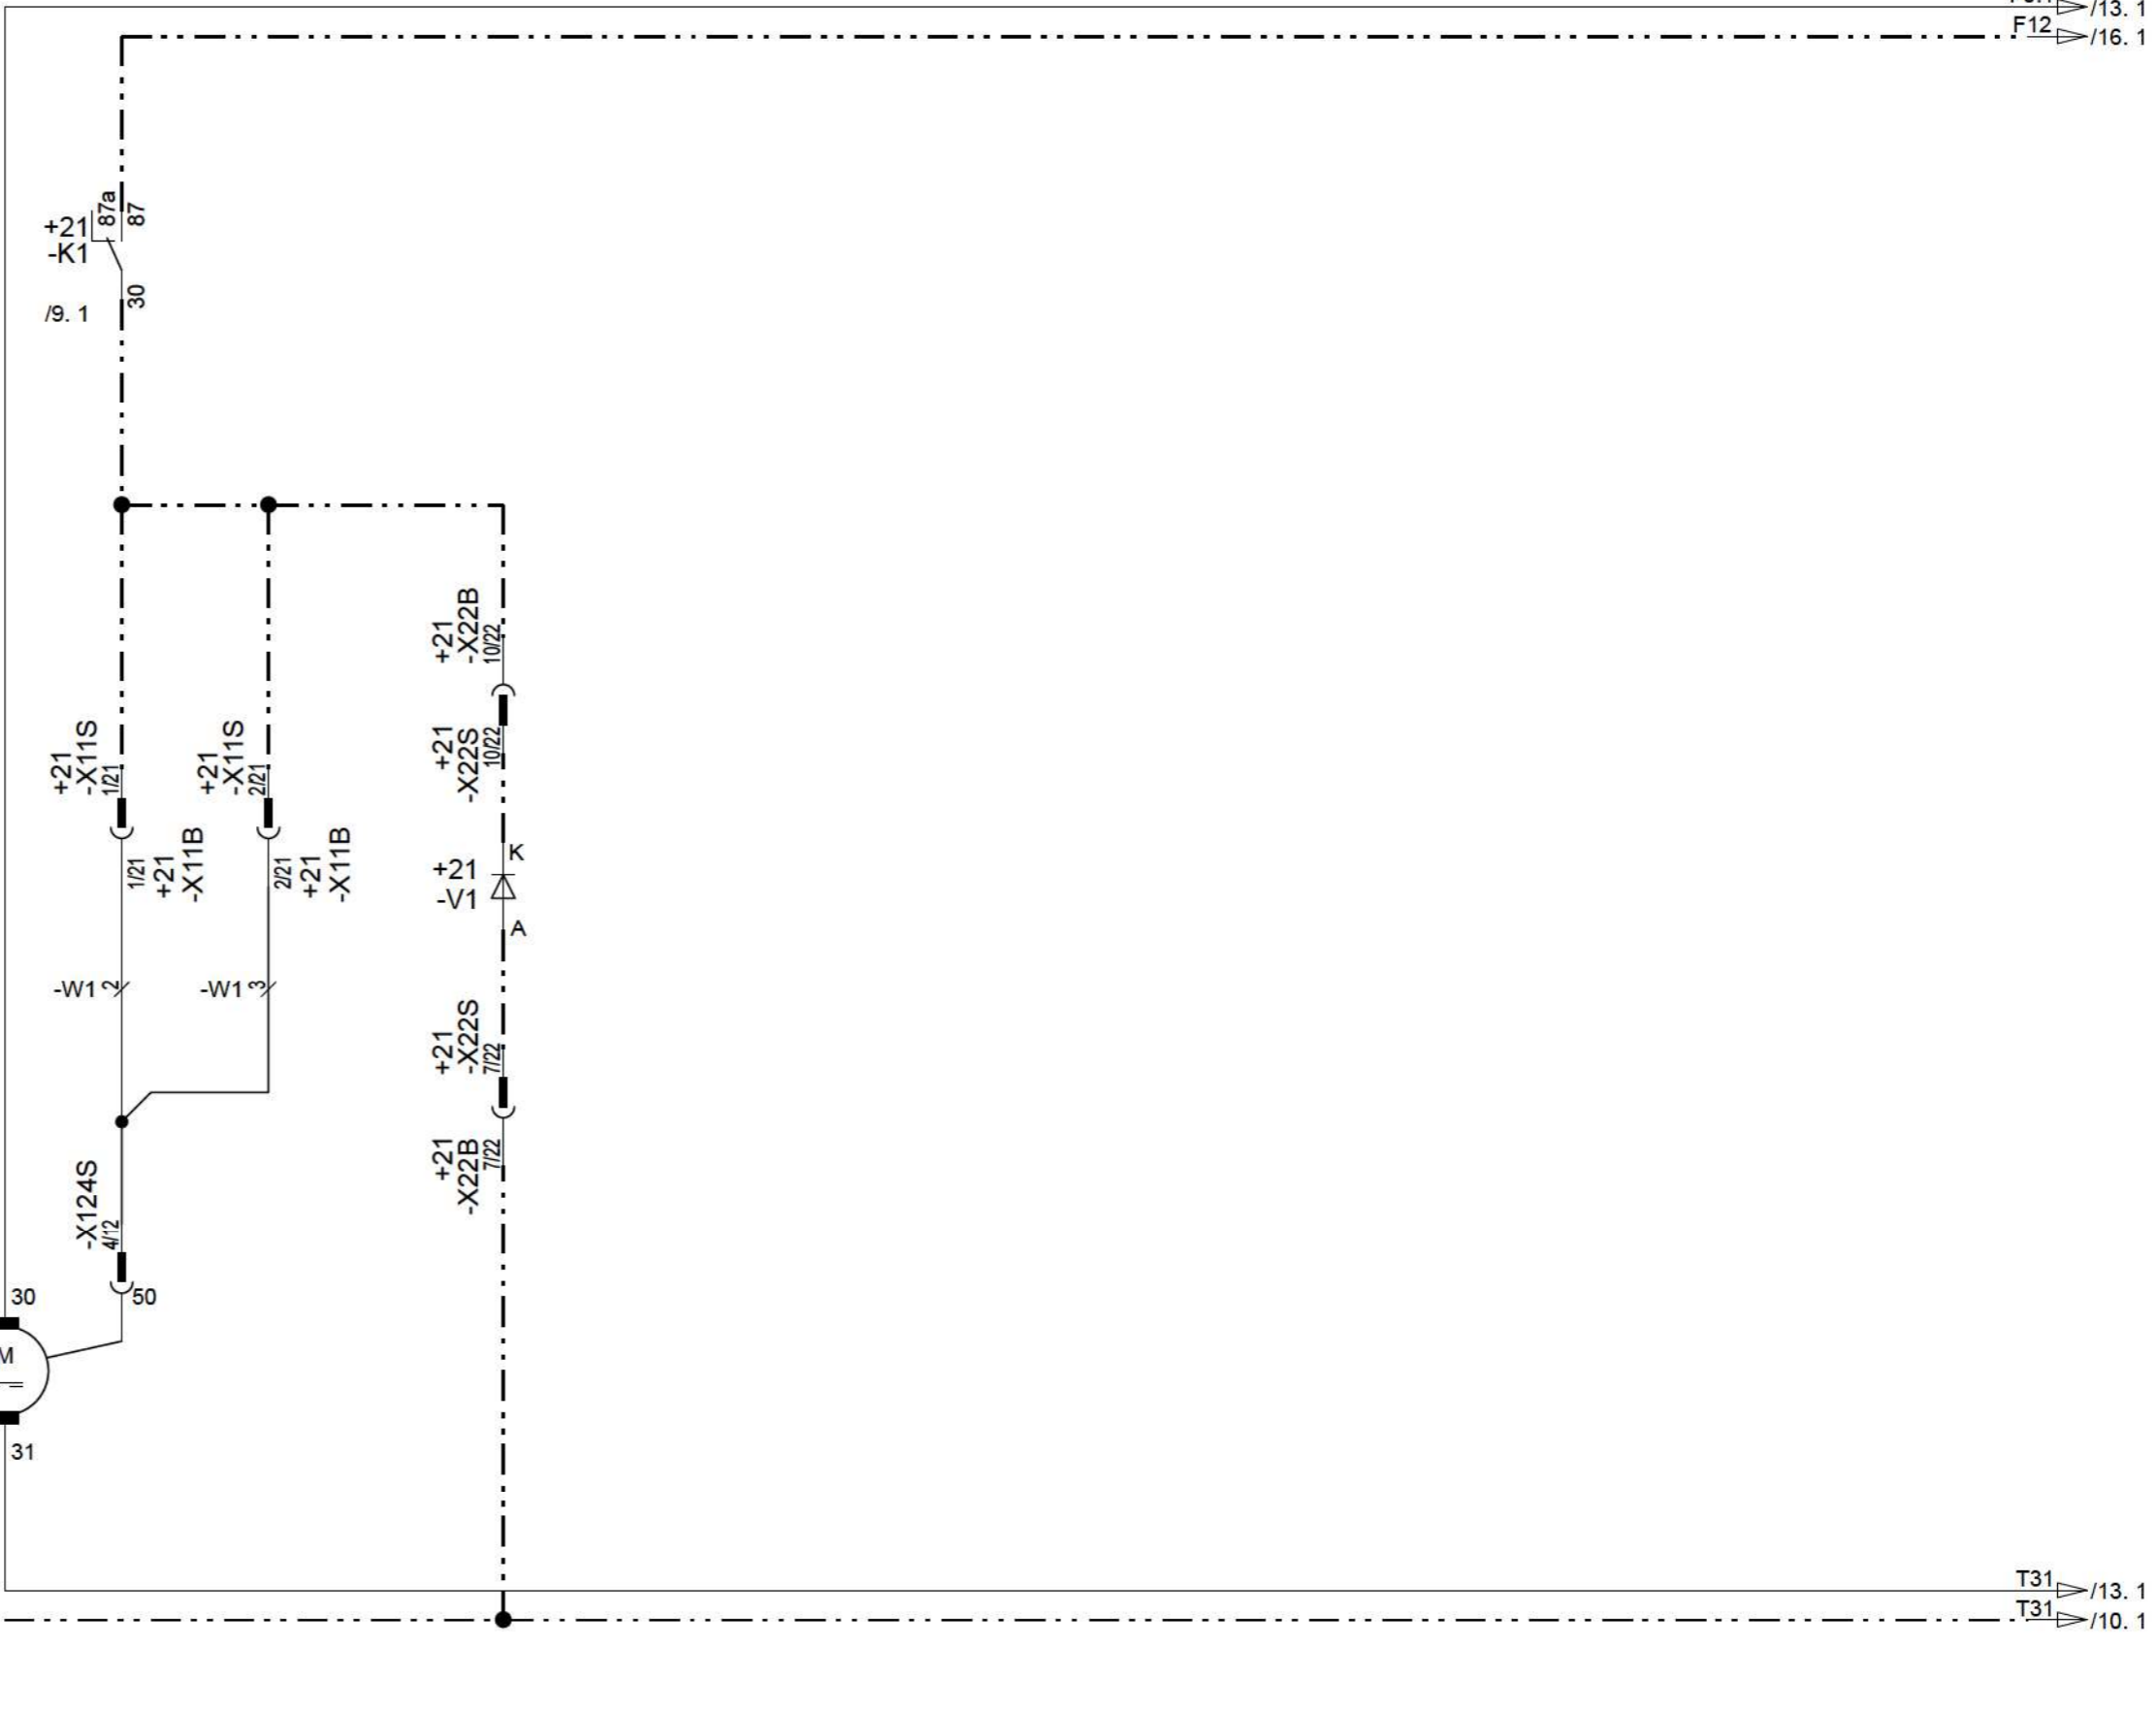 /13. 1
F12
/16. 1
87a
87
+21
-K1
30
/9. 1
+21
-X22B
10/22
+21
-X11S
1/21
+21
-X11S
2/21
+21
-X22S
10/22
1/21
+21
-X11B
2/21
+21
-X11B
K
+21
-V1
A
-W1
2
-W1
3
+21
-X22S
7/22
+21
-X22B
7/22
-X124S
4/12
30
50
M
31
T31
/13. 1
T31
/10. 1